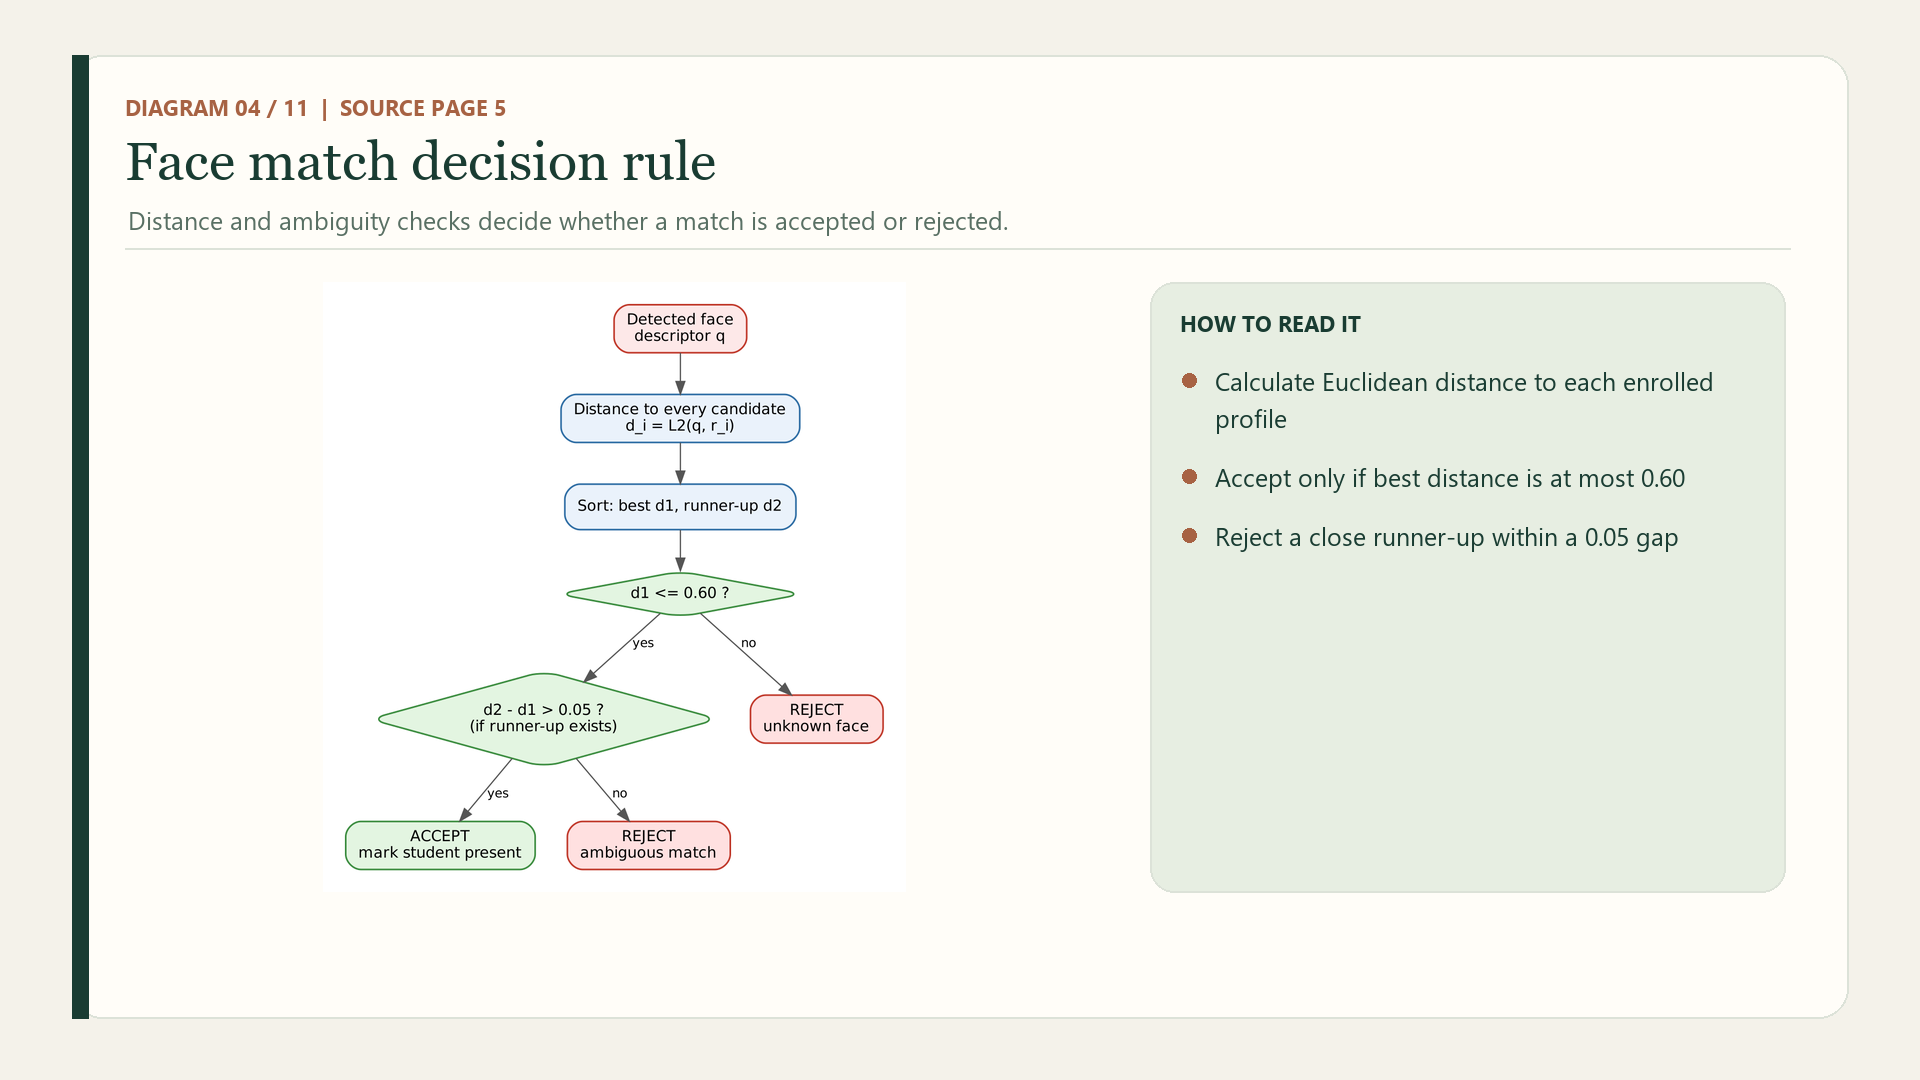 DIAGRAM 04 / 11 | SOURCE PAGE 5
Face match decision rule
Distance and ambiguity checks decide whether a match is accepted or rejected.
Detected face
descriptor q
Distance to every candidate
d_i = L2(q, r_i)
Sort: best d1, runner-up d2
d1 <= 0.60 ?
yes
no
d2 - d1 > 0.05 ?
(if runner-up exists)
REJECT
unknown face
yes
no
ACCEPT
mark student present
REJECT
ambiguous match
HOW TO READ IT
Calculate Euclidean distance to each enrolled
profile
Accept only if best distance is at most 0.60
Reject a close runner-up within a 0.05 gap